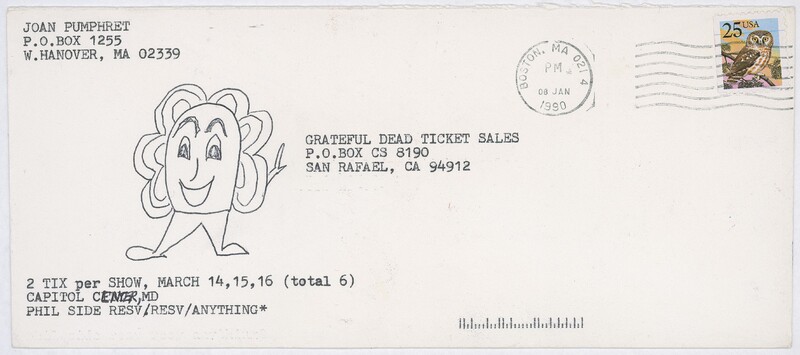 JOAN PUMPHRET
P.O.BOX 1255
W.HANOVER, MA 02339
25 USA
BOSTON, MA 021 4
PM
08 JAN
1990
GRATEFUL DEAD TICKET SALES
P.O.BOX CS 8190
SAN RAFAEL, CA 94912
2 TIX per SHOW, MARCH 14,15,16 (total 6)
CAPITOL CENTER,MD
PHIL SIDE RESV/RESV/ANYTHING*